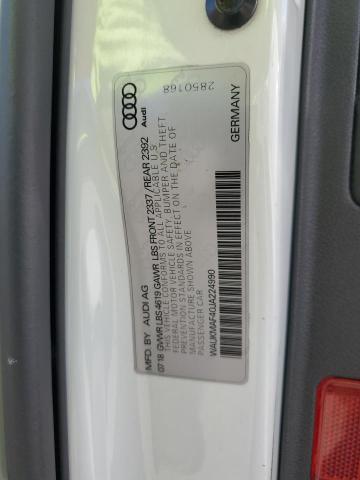 2850168
Audi
MFD. BY AUDI AG
07/18 GVWR LBS 4619 GAWR LBS FRONT 2337 / REAR 2392
THIS VEHICLE CONFORMS TO ALL APPLICABLE U.S.
FEDERAL MOTOR VEHICLE SAFETY, BUMPER AND THEFT
PREVENTION STANDARDS IN EFFECT ON THE DATE OF
MANUFACTURE SHOWN ABOVE
PASSENGER CAR
WAUKMAF40JA224990
GERMANY